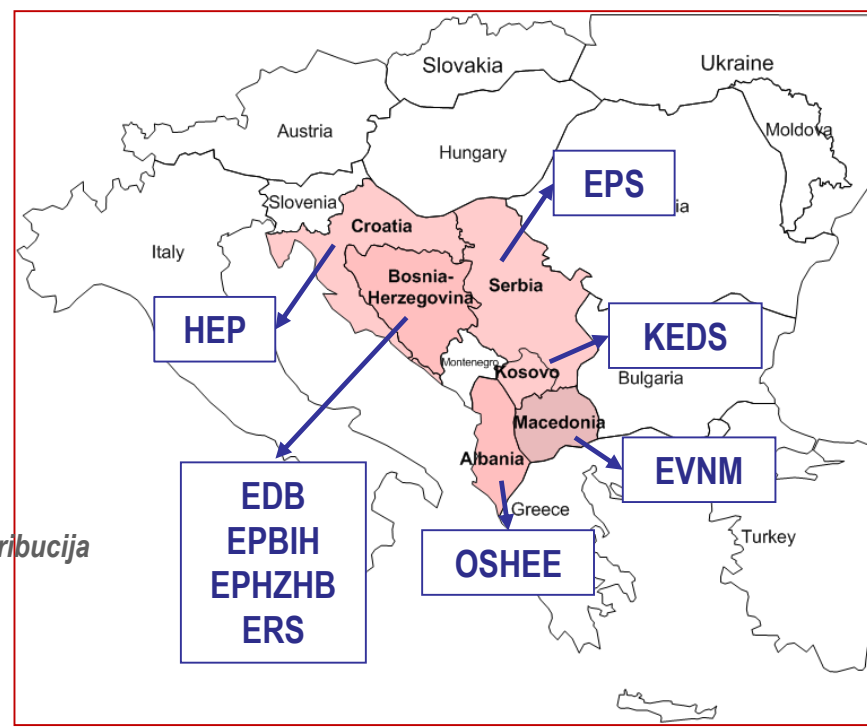 Slovakia
Ukraine
Austria
Moldova
Hungary
EPS
ia
Slovenia
Croatia
Italy
Bosnia-
Herzegovina
Serbia
HEP
KEDS
Montenegro
Kosovo
Bulgaria
Macedonia
Albania
EVNM
EDB
EPBIH
EPHZHB
ERS
Greece
Turkey
ribucija
OSHEE